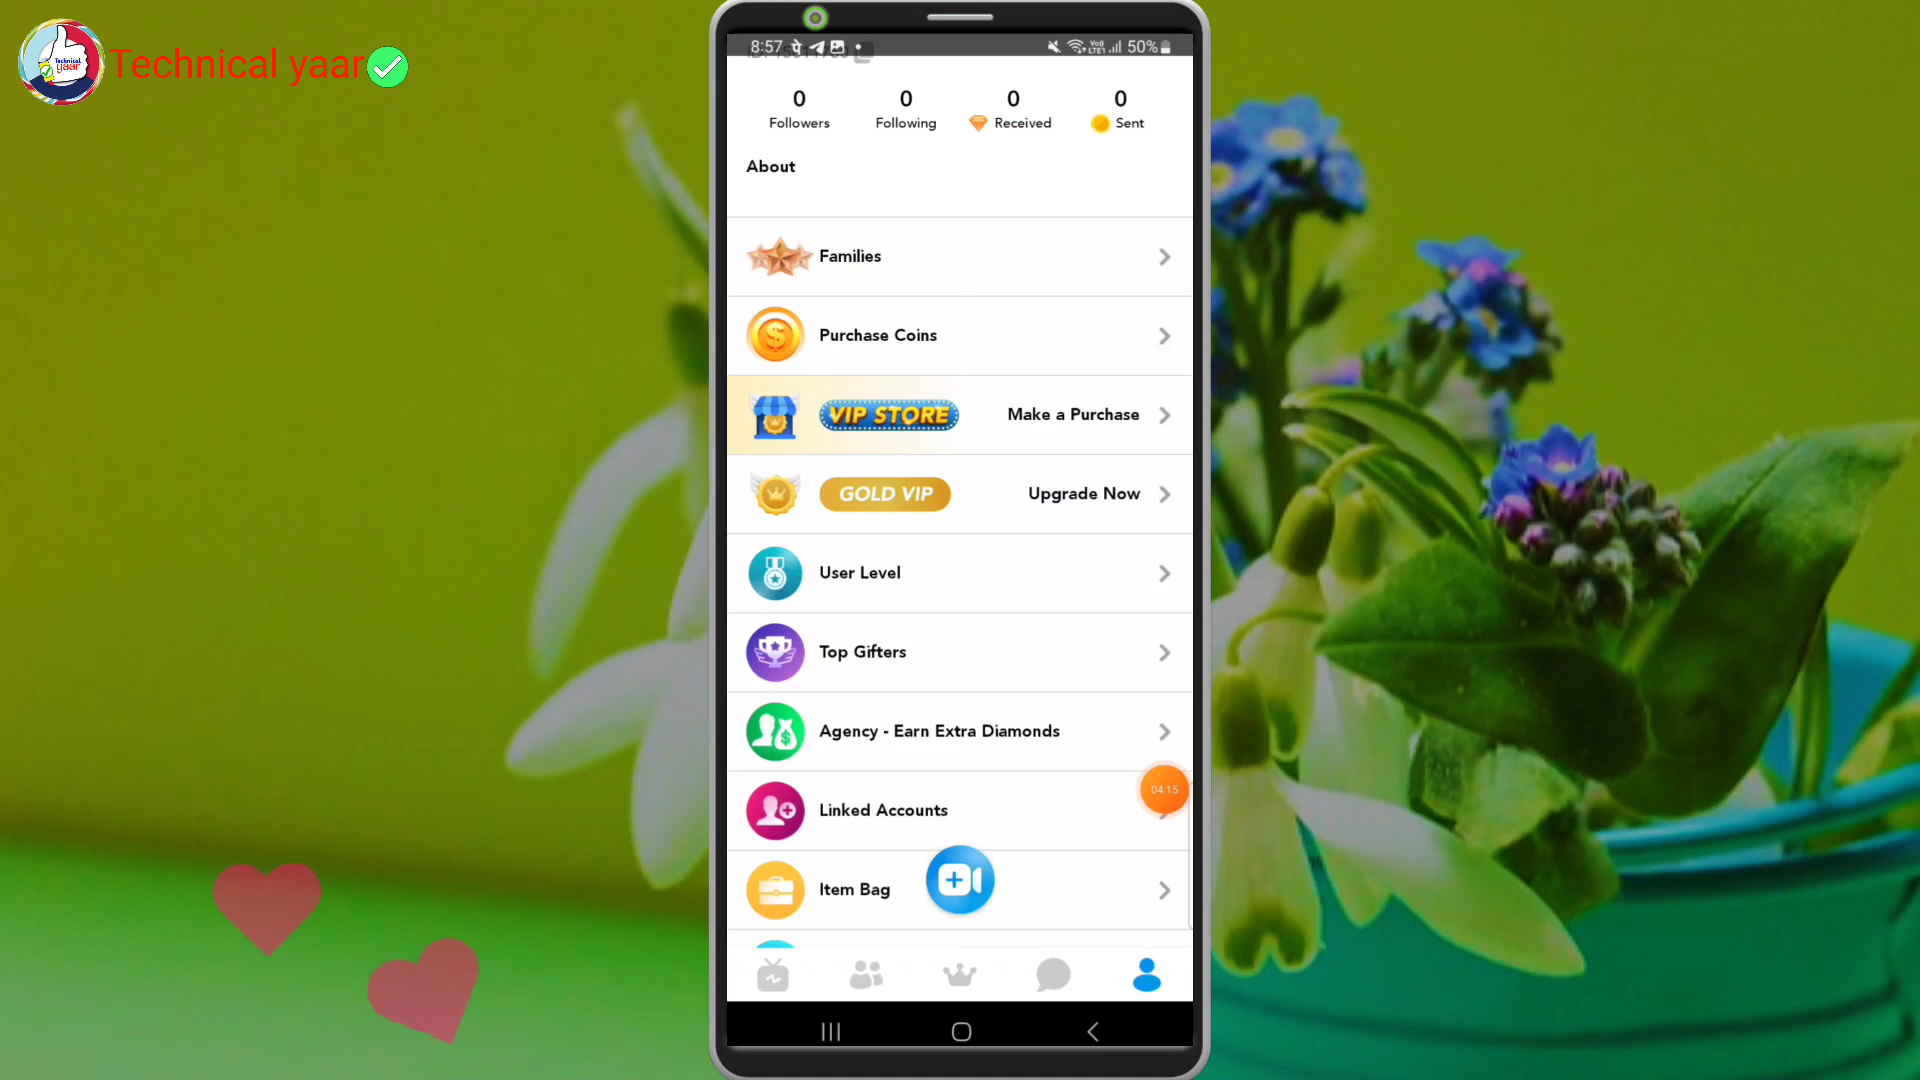 Technical yaar
Technical
yaar
8:57 पे
50%
0
Followers
0
Following
0
Received
0
Sent
About
Families
Purchase Coins
VIP STORE
Make a Purchase
GOLD VIP
Upgrade Now
User Level
Top Gifters
Agency - Earn Extra Diamonds
04:15
Linked Accounts
Item Bag